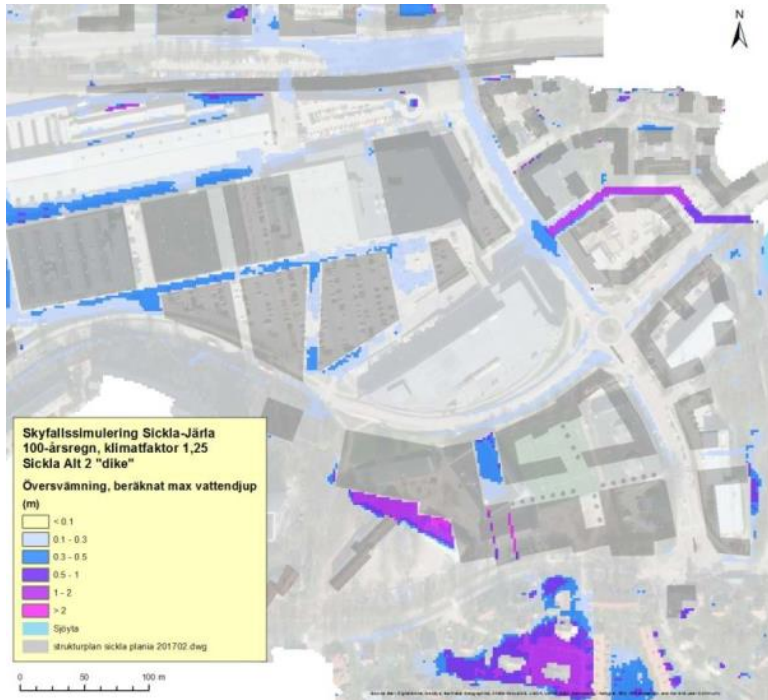 N
Skyfallssimulering Sickla-Järla
100-årsregn, klimatfaktor 1,25
Sickla Alt 2 "dike"
Översvämning, beräknat max vattendjup
(m)
< 0.1
0.1 - 0.3
0.3 - 0.5
0.5 - 1
1 - 2
> 2
Sjöyta
strukturplan sickla plania 201702.dwg
0 50 100 m